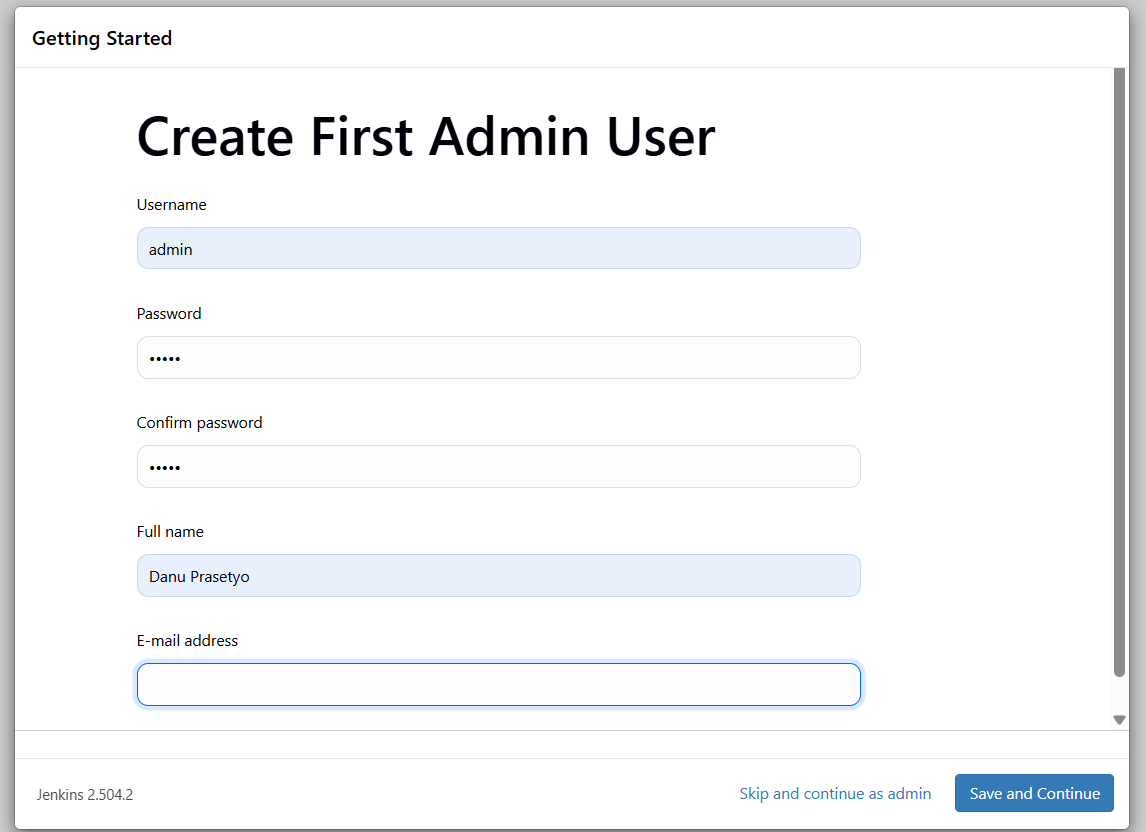 Getting Started
Create First Admin User
Username
admin
Password
•••••
Confirm password
•••••
Full name
Danu Prasetyo
E-mail address
Jenkins 2.504.2
Skip and continue as admin
Save and Continue